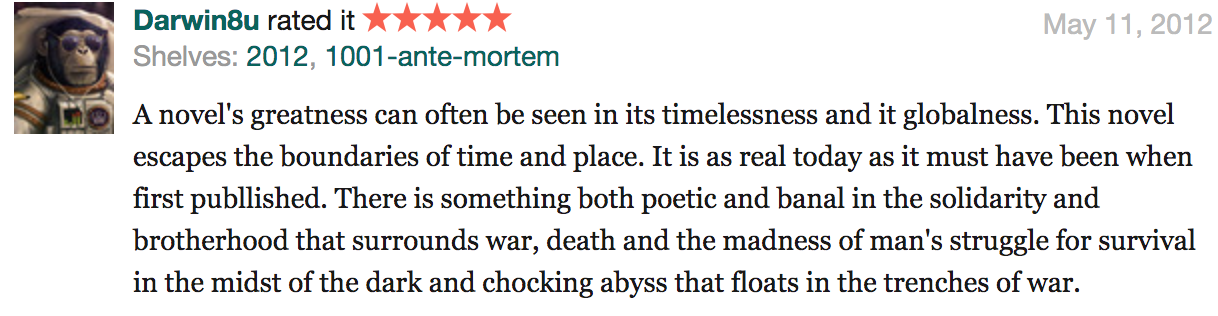 Darwin8u rated it ★★★★★ May 11, 2012
Shelves: 2012, 1001-ante-mortem
A novel's greatness can often be seen in its timelessness and it globalness. This novel
escapes the boundaries of time and place. It is as real today as it must have been when
first publlished. There is something both poetic and banal in the solidarity and
brotherhood that surrounds war, death and the madness of man's struggle for survival
in the midst of the dark and chocking abyss that floats in the trenches of war.